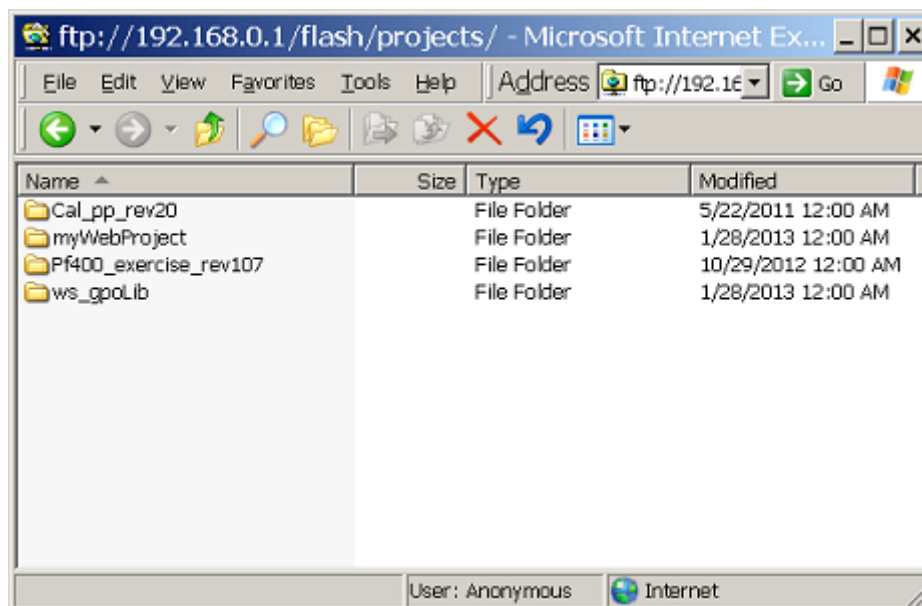 ftp://192.168.0.1/flash/projects/ - Microsoft Internet Ex...
File Edit View Favorites Tools Help Address ftp://192.16 Go
Name Size Type Modified
Cal_pp_rev20 File Folder 5/22/2011 12:00 AM
myWebProject File Folder 1/28/2013 12:00 AM
Pf400_exercise_rev107 File Folder 10/29/2012 12:00 AM
ws_gpoLib File Folder 1/28/2013 12:00 AM
User: Anonymous Internet